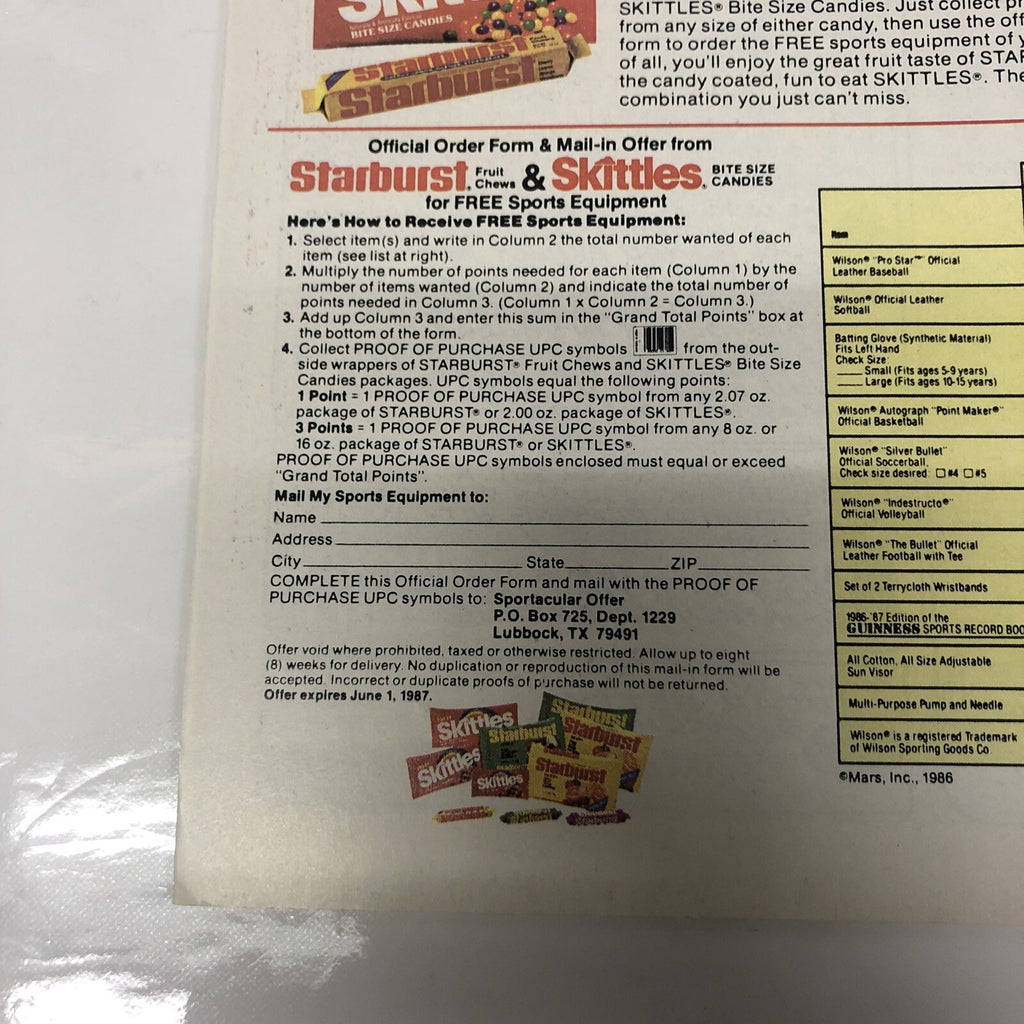 SKITTLES® Bite Size Candies. Just collect
from any size of either candy, then use the
form to order the FREE sports equipment of
of all, you'll enjoy the great fruit taste of
the candy coated, fun to eat SKITTLES®.
combination you just can't miss.
BITE SIZE CANDIES
Starburst
Starburst
Official Order Form & Mail-in Offer from
Starburst® Fruit Chews & Skittles® BITE SIZE CANDIES
for FREE Sports Equipment
Here's How to Receive FREE Sports Equipment:
1. Select item(s) and write in Column 2 the total number wanted of each
item (see list at right).
2. Multiply the number of points needed for each item (Column 1) by the
number of items wanted (Column 2) and indicate the total number of
points needed in Column 3. (Column 1 x Column 2 = Column 3.)
3. Add up Column 3 and enter this sum in the "Grand Total Points" box at
the bottom of the form.
4. Collect PROOF OF PURCHASE UPC symbols from the out-
side wrappers of STARBURST® Fruit Chews and SKITTLES® Bite Size
Candies packages. UPC symbols equal the following points:
1 Point = 1 PROOF OF PURCHASE UPC symbol from any 2.07 oz.
package of STARBURST® or 2.00 oz. package of SKITTLES®.
3 Points = 1 PROOF OF PURCHASE UPC symbol from any 8 oz. or
16 oz. package of STARBURST® or SKITTLES®.
PROOF OF PURCHASE UPC symbols enclosed must equal or exceed
"Grand Total Points".
Mail My Sports Equipment to:
Name
Address
City State ZIP
COMPLETE this Official Order Form and mail with the PROOF OF
PURCHASE UPC symbols to: Sportacular Offer
P.O. Box 725, Dept. 1229
Lubbock, TX 79491
Offer void where prohibited, taxed or otherwise restricted. Allow up to eight
(8) weeks for delivery. No duplication or reproduction of this mail-in form will be
accepted. Incorrect or duplicate proofs of purchase will not be returned.
Offer expires June 1, 1987.
Skittles
Starburst
Starburst
Starburst
Skittles
Skittles
Starburst
Item
Wilson® "Pro Star™" Official
Leather Baseball
Wilson® Official Leather
Softball
Batting Glove (Synthetic Material)
Fits Left Hand
Check Size:
Small (Fits ages 5-9 years)
Large (Fits ages 10-15 years)
Wilson® Autograph "Point Maker®"
Official Basketball
Wilson® "Silver Bullet"
Official Soccerball.
Check size desired: □#4 □#5
Wilson® "Indestructo®"
Official Volleyball
Wilson® "The Bullet" Official
Leather Football with Tee
Set of 2 Terrycloth Wristbands
1986-'87 Edition of the
GUINNESS SPORTS RECORD
All Cotton, All Size Adjustable
Sun Visor
Multi-Purpose Pump and Needle
Wilson® is a registered Trademark
of Wilson Sporting Goods Co.
©Mars, Inc., 1986